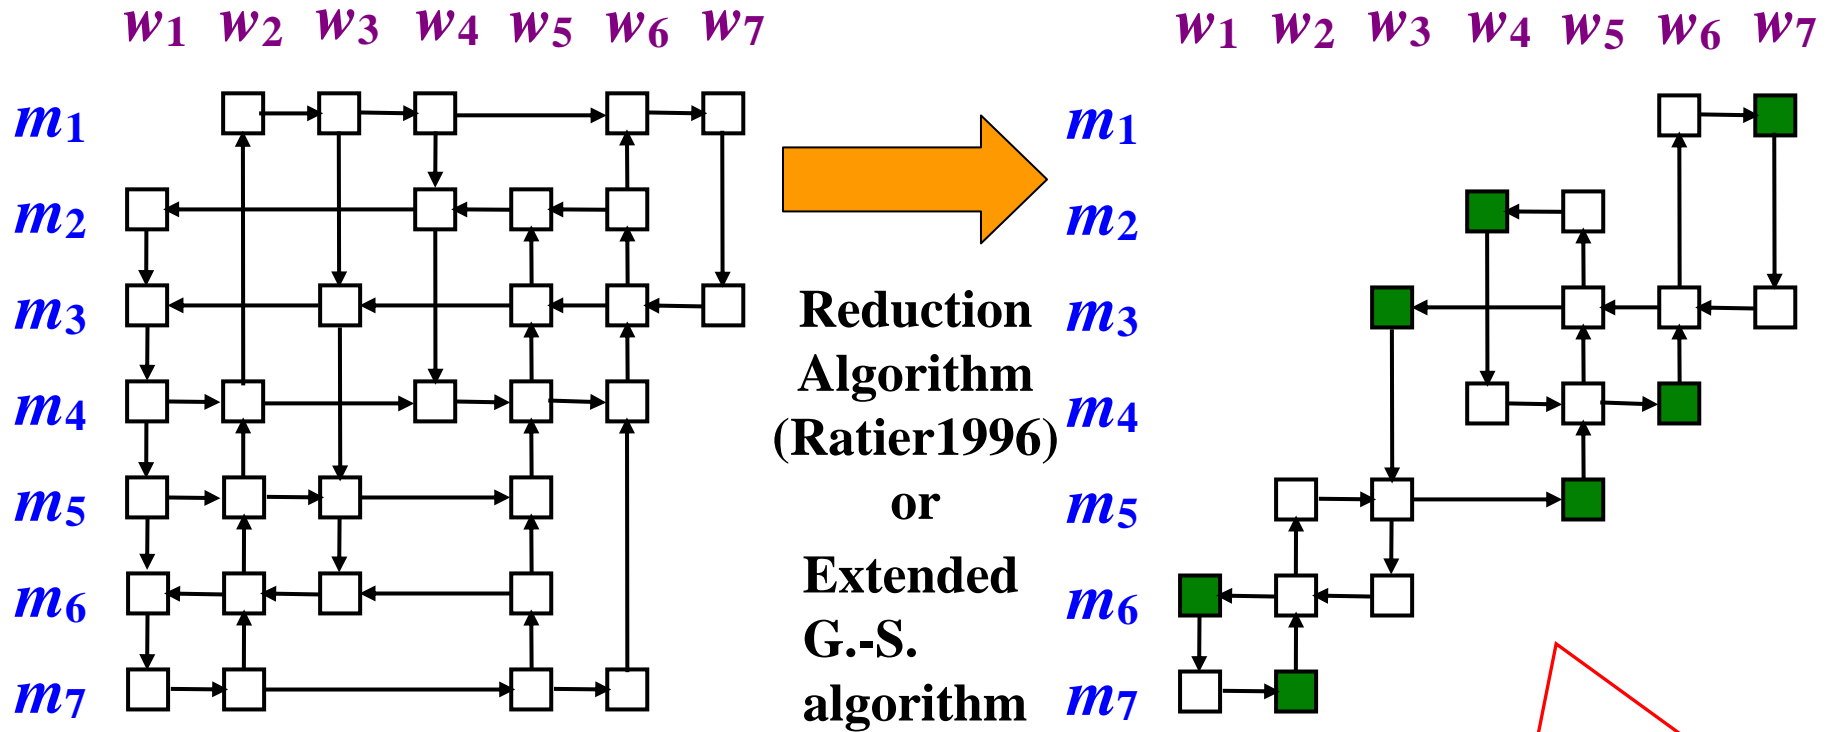 w1 w2 w3 w4 w5 w6 w7
m1
m2
m3
m4
m5
m6
m7
Reduction
Algorithm
(Ratier1996)
or
Extended
G.-S.
algorithm
w1 w2 w3 w4 w5 w6 w7
m1
m2
m3
m4
m5
m6
m7